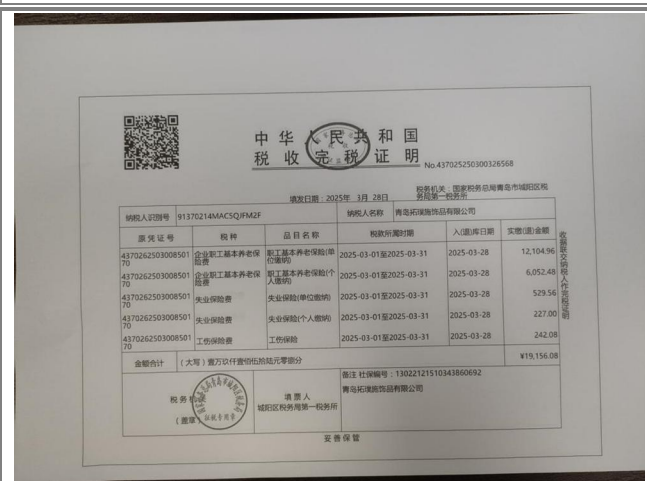 中华人民共和国
税收完税证明
No.437025250300326568
填发日期：2025年 3月 28日
税务机关：国家税务总局青岛市城阳区税务局第一税务所
纳税人识别号 91370214MAC5QJFM2F 纳税人名称 青岛拓璞施饰品有限公司
原凭证号 税种 品目名称 税款所属时期 入(退)库日期 实缴(退)金额
437026250300850170 企业职工基本养老保险费 职工基本养老保险(单位缴纳) 2025-03-01至2025-03-31 2025-03-28 12,104.96
437026250300850170 企业职工基本养老保险费 职工基本养老保险(个人缴纳) 2025-03-01至2025-03-31 2025-03-28 6,052.48
437026250300850170 失业保险费 失业保险(单位缴纳) 2025-03-01至2025-03-31 2025-03-28 529.56
437026250300850170 失业保险费 失业保险(个人缴纳) 2025-03-01至2025-03-31 2025-03-28 227.00
437026250300850170 工伤保险费 工伤保险 2025-03-01至2025-03-31 2025-03-28 242.08
金额合计 （大写）壹万玖仟壹佰伍拾陆元零捌分 ¥19,156.08
税务机
（盖章）
征税专用章
填票人
城阳区税务局第一税务所
备注 社保编号：13022121510343860692
青岛拓璞施饰品有限公司
收据联交纳税人作完税证明
妥善保管